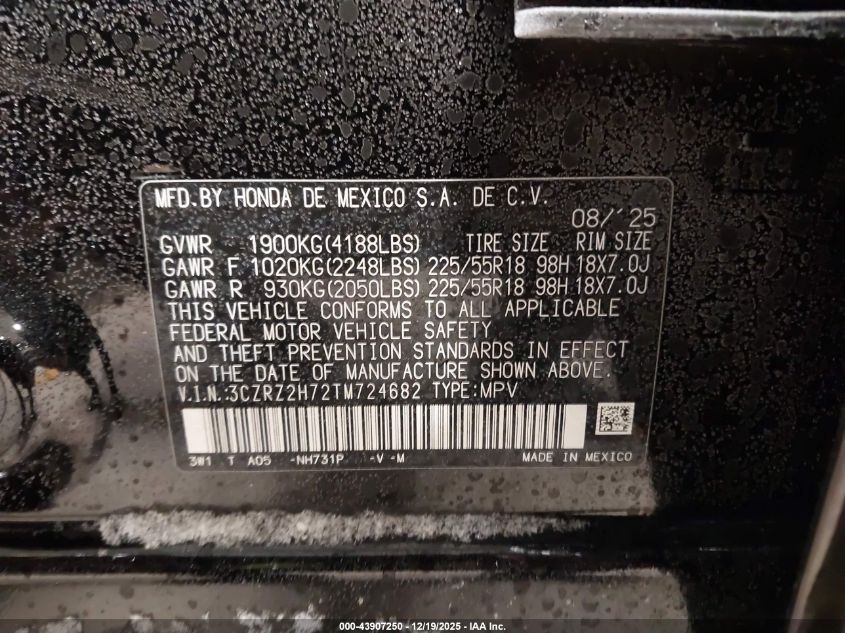 MFD.BY HONDA DE MEXICO S.A. DE C.V.
08/'25
GVWR 1900KG(4188LBS) TIRE SIZE RIM SIZE
GAWR F 1020KG(2248LBS) 225/55R18 98H 18X7.0J
GAWR R 930KG(2050LBS) 225/55R18 98H 18X7.0J
THIS VEHICLE CONFORMS TO ALL APPLICABLE
FEDERAL MOTOR VEHICLE SAFETY
AND THEFT PREVENTION STANDARDS IN EFFECT
ON THE DATE OF MANUFACTURE SHOWN ABOVE.
V.I.N.:3CZRZ2H72TM724682 TYPE:MPV
3W1 T A05 -NH731P -V -M MADE IN MEXICO
000-43907250 - 12/19/2025 - IAA Inc.